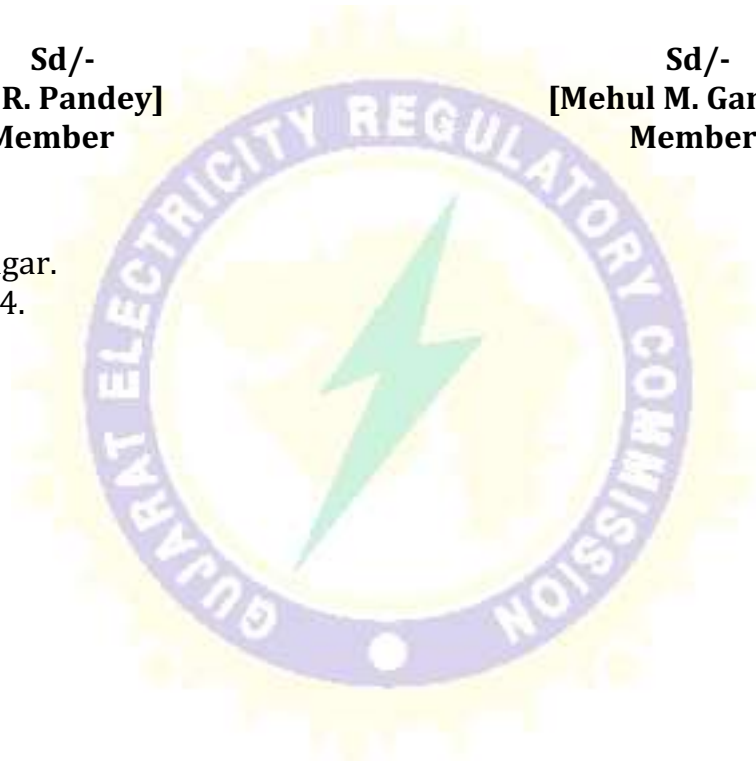 Sd/- Sd/-
R. Pandey] [Mehul M. Gan
Member Member
gar.
4.
GUJARAT ELECTRICITY REGULATORY COMMISSION